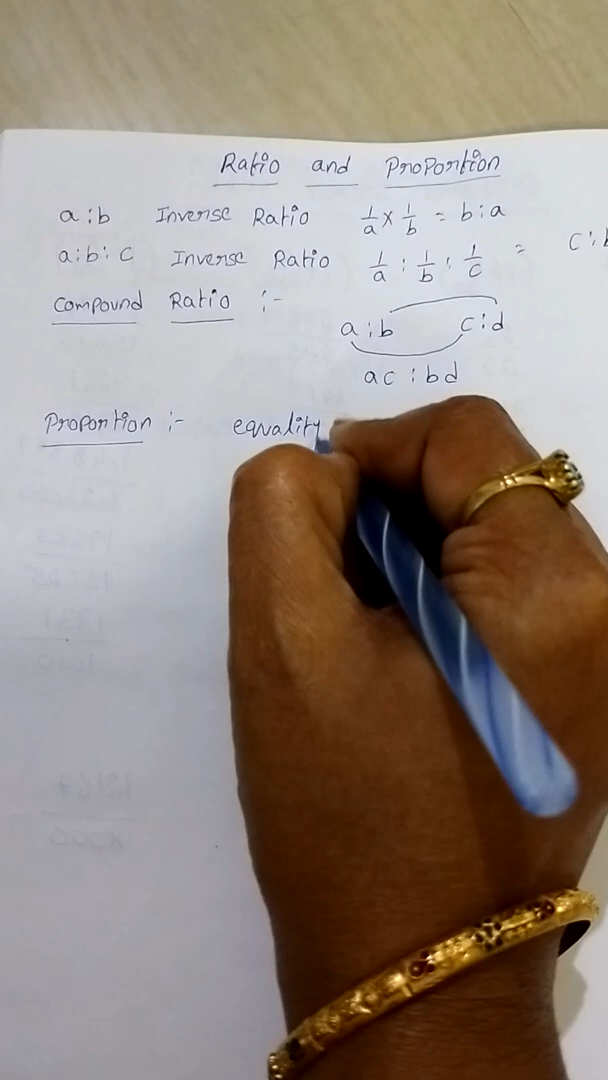 Ratio and Proportion
a:b Inverse Ratio 1/a × 1/b = b:a
a:b:c Inverse Ratio 1/a : 1/b : 1/c = c:b
Compound Ratio :-
a:b c:d
ac:bd
Proportion :- equality